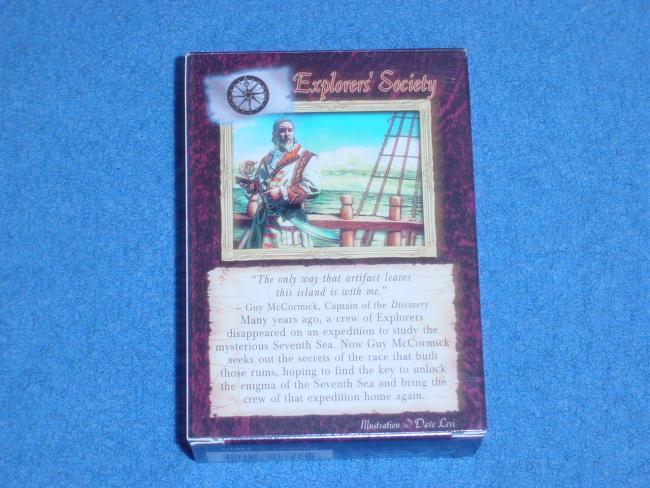 Explorers' Society
"The only way that artifact leaves
this island is with me."
– Guy McCormick, Captain of the Discovery
Many years ago, a crew of Explorers
disappeared on an expedition to study the
mysterious Seventh Sea. Now Guy McCormick
seeks out the secrets of the race that built
those ruins, hoping to find the key to unlock
the enigma of the Seventh Sea and bring the
crew of that expedition home again.
Illustration © Dave Levi